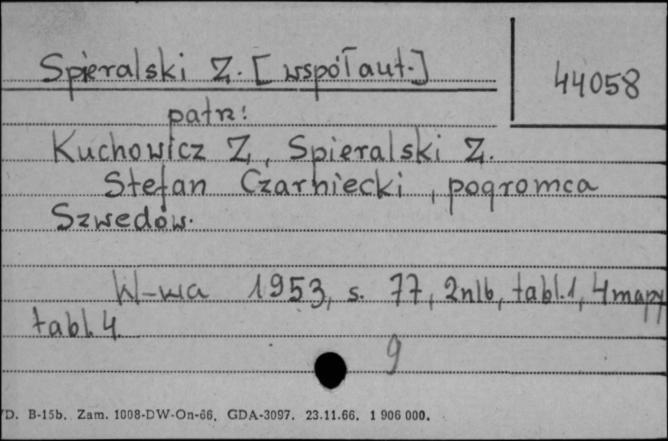 Spieralski Z. [współaut.]
44058
patrz:
Kuchowicz Z, Spieralski Z.
Stefan Czarniecki, pogromca
Szwedów.
W-wa 1953, s. 77, 2nlb, tabl.1, 4 mapy
tabl. 4
9
D. B-15b. Zam. 1008-DW-On-66, GDA-3097. 23.11.66. 1 906 000.